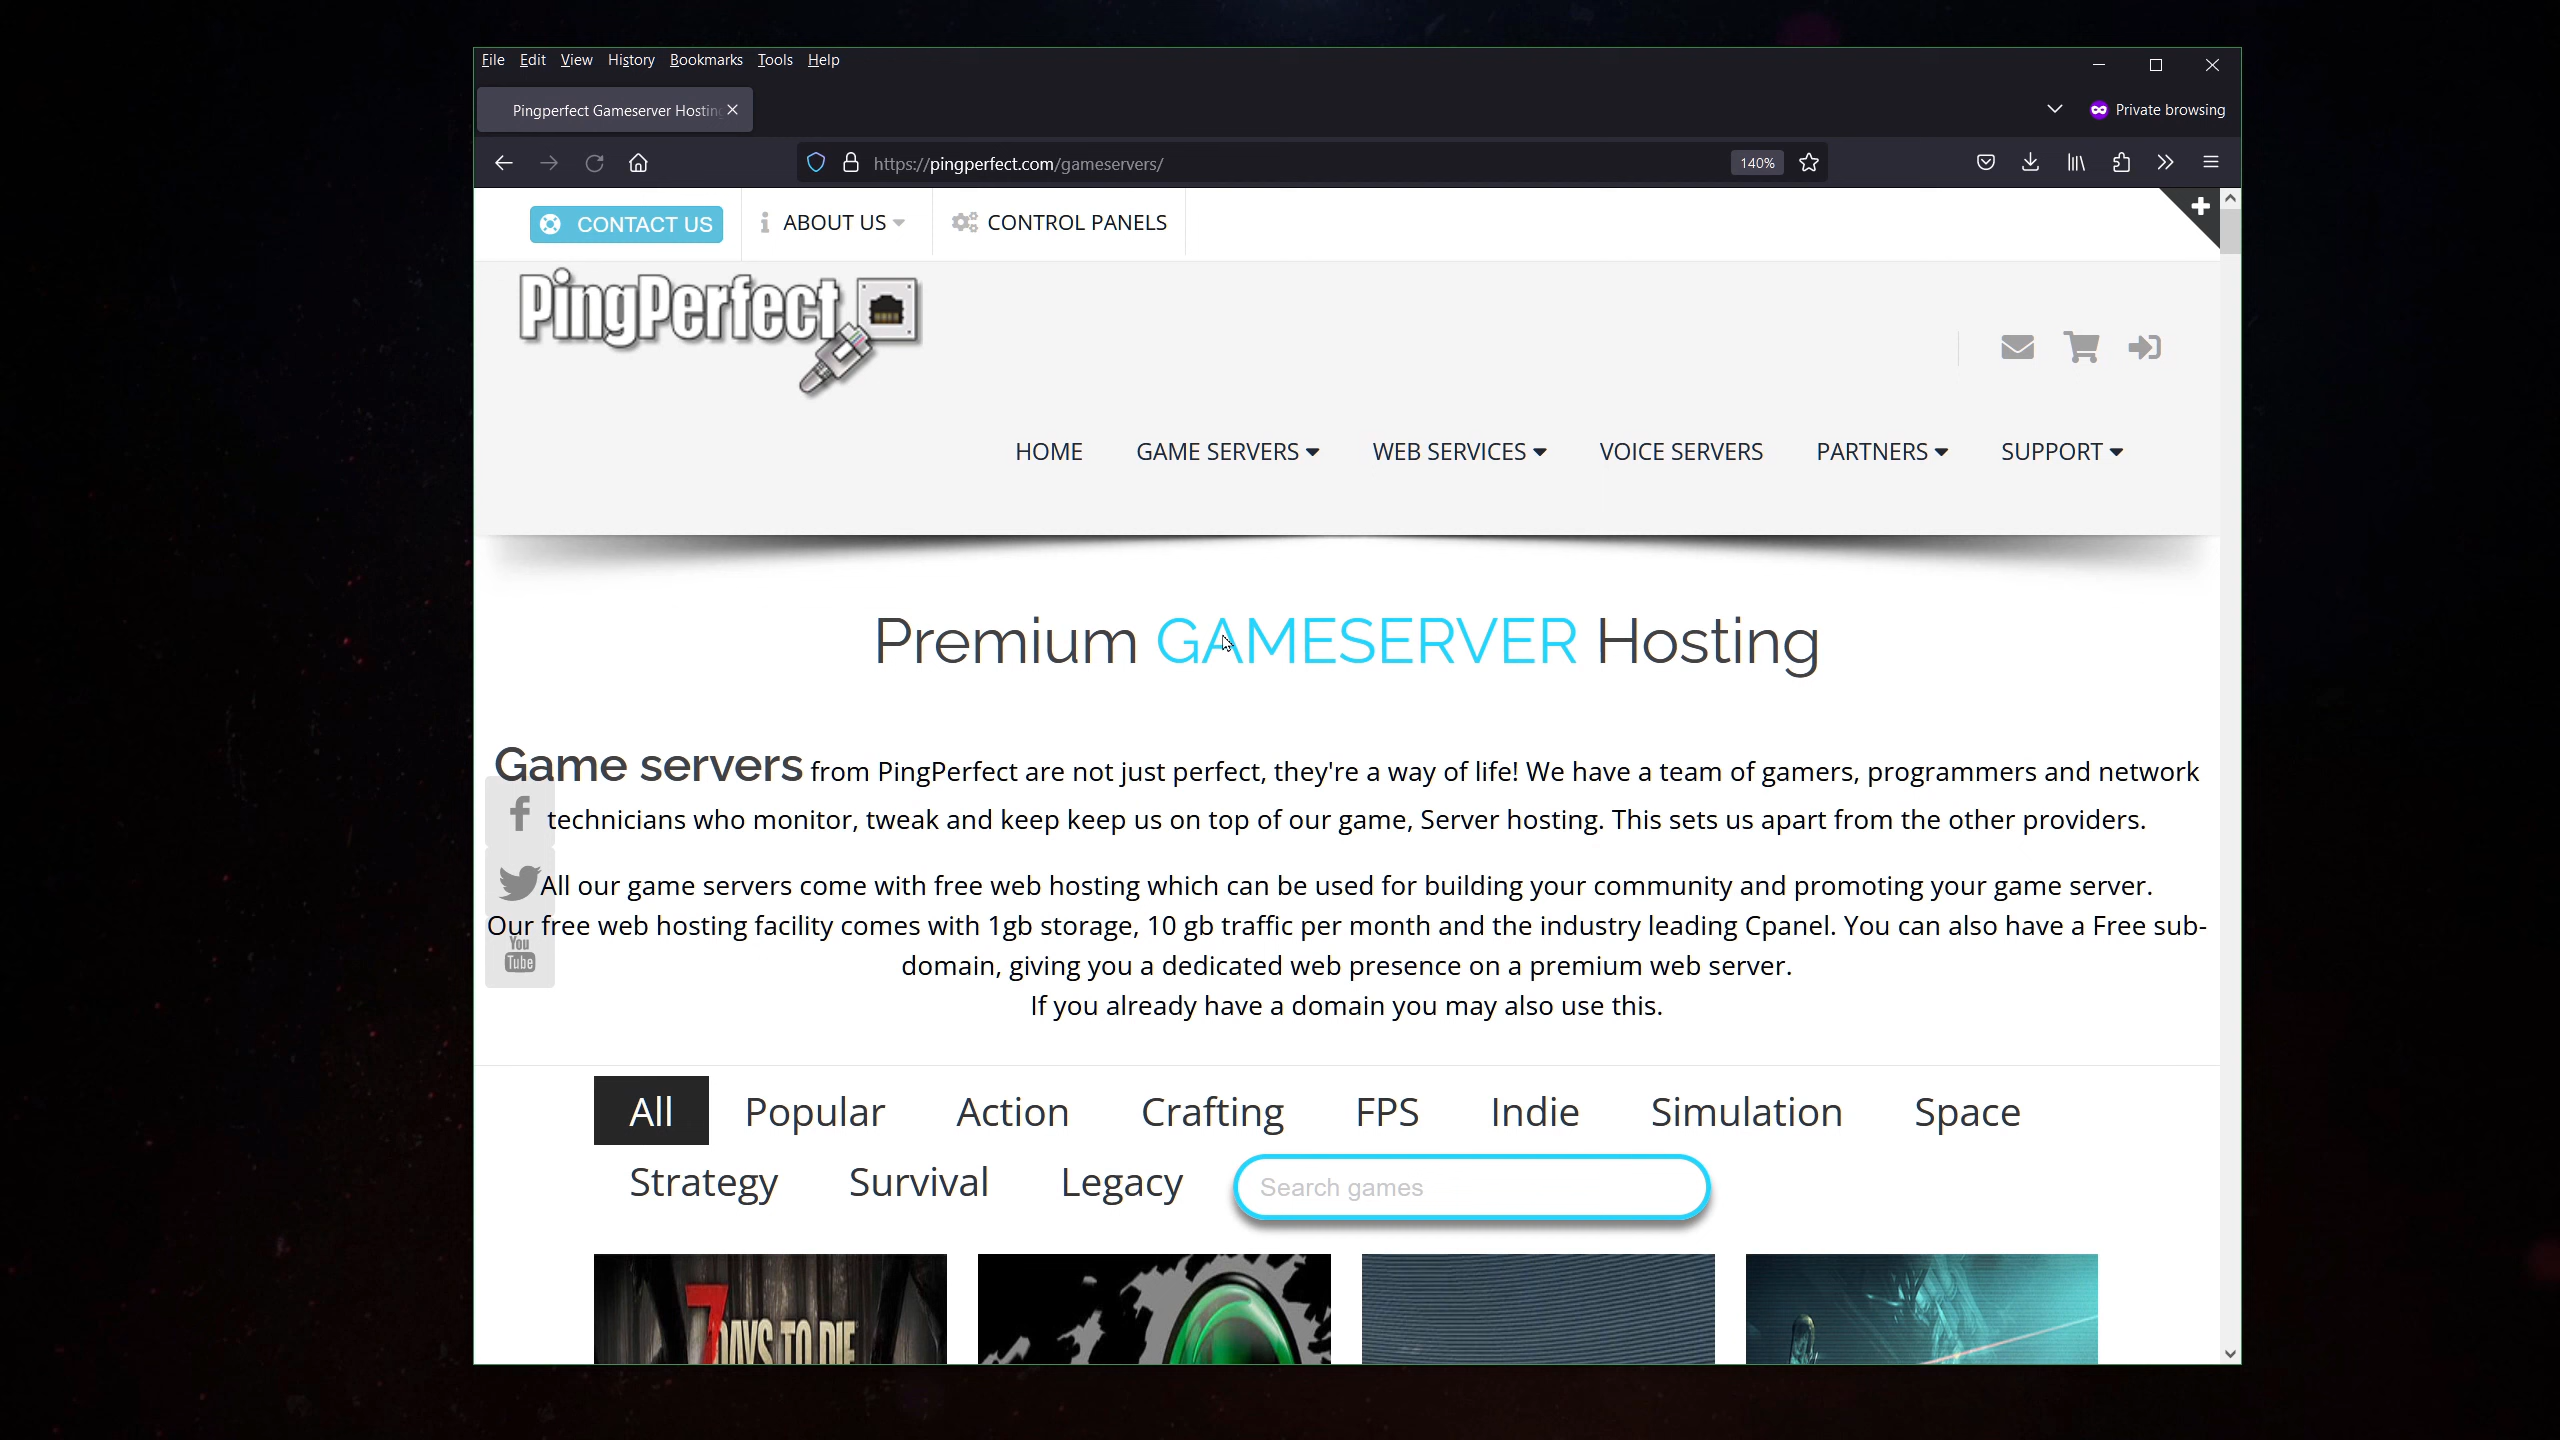 File Edit View History Bookmarks Tools Help
Pingperfect Gameserver Hosting
Private browsing
https://pingperfect.com/gameservers/
140%
CONTACT US
ABOUT US
CONTROL PANELS
PingPerfect
HOME
GAME SERVERS
WEB SERVICES
VOICE SERVERS
PARTNERS
SUPPORT
Premium GAMESERVER Hosting
Game servers from PingPerfect are not just perfect, they're a way of life! We have a team of gamers, programmers and network
technicians who monitor, tweak and keep keep us on top of our game, Server hosting. This sets us apart from the other providers.
All our game servers come with free web hosting which can be used for building your community and promoting your game server.
Our free web hosting facility comes with 1gb storage, 10 gb traffic per month and the industry leading Cpanel. You can also have a Free sub-
domain, giving you a dedicated web presence on a premium web server.
If you already have a domain you may also use this.
You
Tube
All Popular Action Crafting FPS Indie Simulation Space
Strategy Survival Legacy Search games
7 DAYS TO DIE